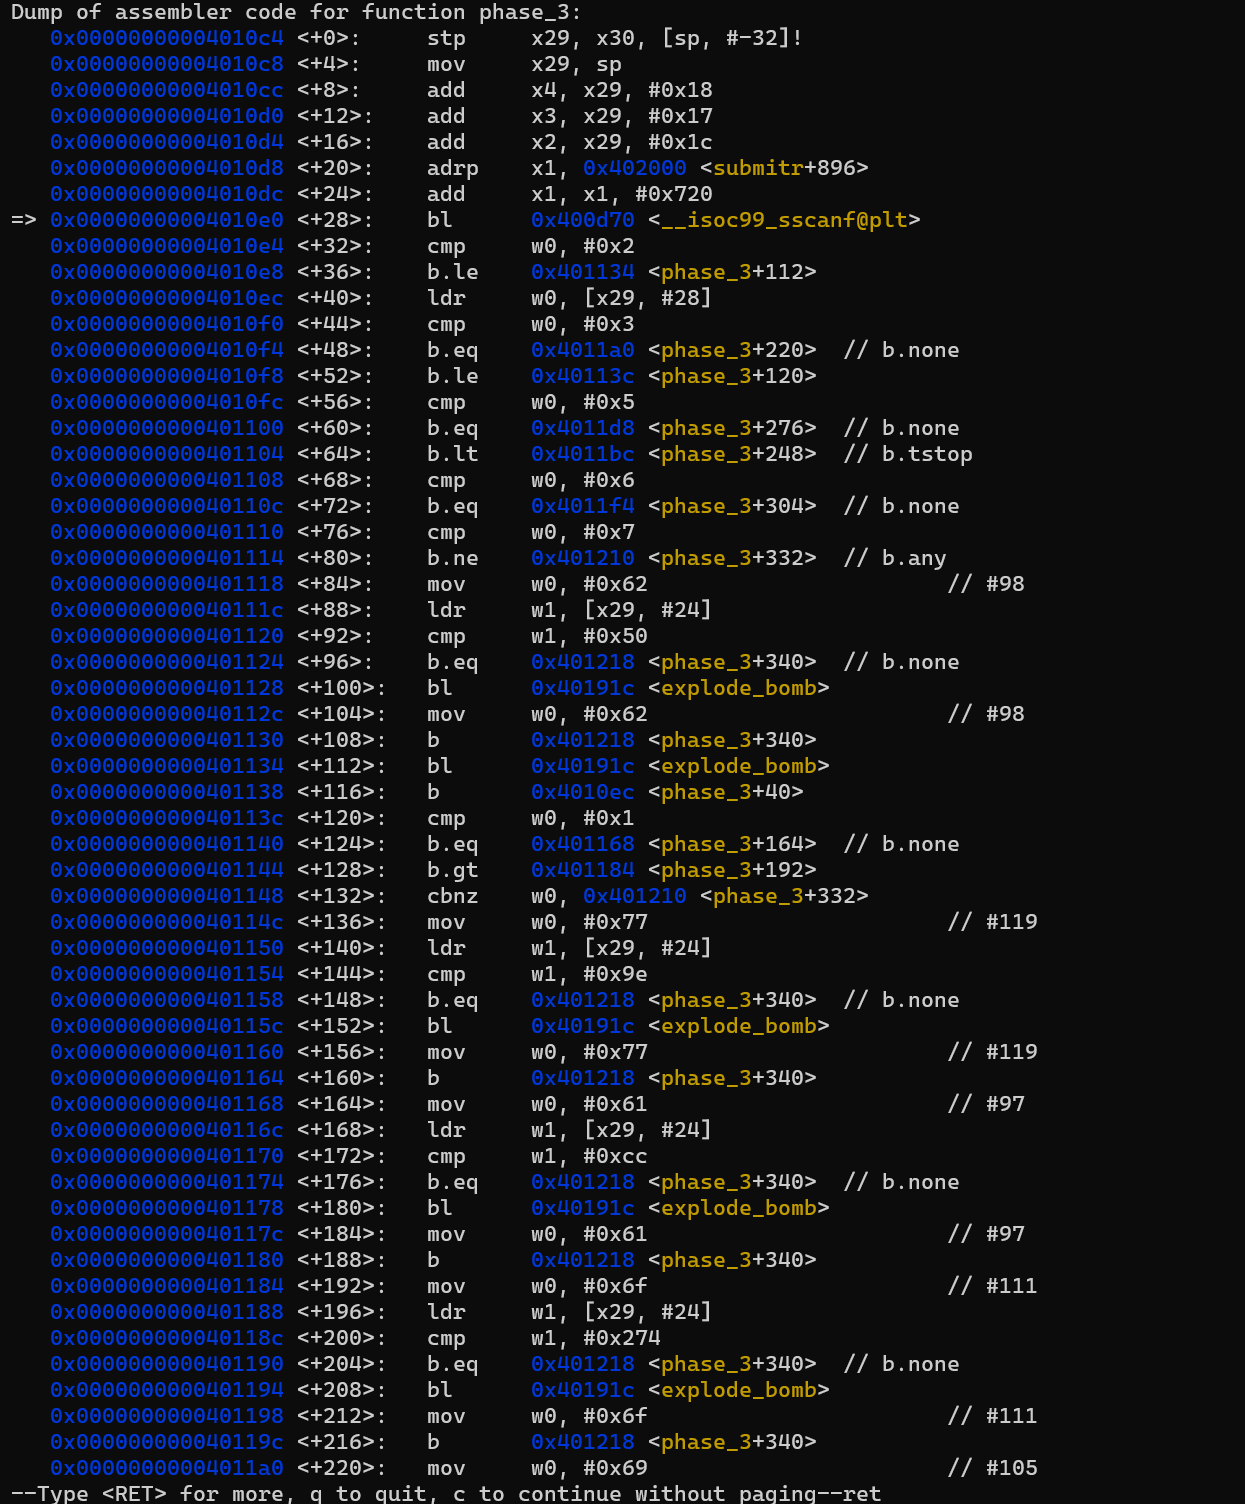 Dump of assembler code for function phase_3:
   0x00000000004010c4 <+0>:     stp     x29, x30, [sp, #-32]!
   0x00000000004010c8 <+4>:     mov     x29, sp
   0x00000000004010cc <+8>:     add     x4, x29, #0x18
   0x00000000004010d0 <+12>:    add     x3, x29, #0x17
   0x00000000004010d4 <+16>:    add     x2, x29, #0x1c
   0x00000000004010d8 <+20>:    adrp    x1, 0x402000 <submitr+896>
   0x00000000004010dc <+24>:    add     x1, x1, #0x720
=> 0x00000000004010e0 <+28>:    bl      0x400d70 <__isoc99_sscanf@plt>
   0x00000000004010e4 <+32>:    cmp     w0, #0x2
   0x00000000004010e8 <+36>:    b.le    0x401134 <phase_3+112>
   0x00000000004010ec <+40>:    ldr     w0, [x29, #28]
   0x00000000004010f0 <+44>:    cmp     w0, #0x3
   0x00000000004010f4 <+48>:    b.eq    0x4011a0 <phase_3+220>  // b.none
   0x00000000004010f8 <+52>:    b.le    0x40113c <phase_3+120>
   0x00000000004010fc <+56>:    cmp     w0, #0x5
   0x0000000000401100 <+60>:    b.eq    0x4011d8 <phase_3+276>  // b.none
   0x0000000000401104 <+64>:    b.lt    0x4011bc <phase_3+248>  // b.tstop
   0x0000000000401108 <+68>:    cmp     w0, #0x6
   0x000000000040110c <+72>:    b.eq    0x4011f4 <phase_3+304>  // b.none
   0x0000000000401110 <+76>:    cmp     w0, #0x7
   0x0000000000401114 <+80>:    b.ne    0x401210 <phase_3+332>  // b.any
   0x0000000000401118 <+84>:    mov     w0, #0x62                       // #98
   0x000000000040111c <+88>:    ldr     w1, [x29, #24]
   0x0000000000401120 <+92>:    cmp     w1, #0x50
   0x0000000000401124 <+96>:    b.eq    0x401218 <phase_3+340>  // b.none
   0x0000000000401128 <+100>:   bl      0x40191c <explode_bomb>
   0x000000000040112c <+104>:   mov     w0, #0x62                       // #98
   0x0000000000401130 <+108>:   b       0x401218 <phase_3+340>
   0x0000000000401134 <+112>:   bl      0x40191c <explode_bomb>
   0x0000000000401138 <+116>:   b       0x4010ec <phase_3+40>
   0x000000000040113c <+120>:   cmp     w0, #0x1
   0x0000000000401140 <+124>:   b.eq    0x401168 <phase_3+164>  // b.none
   0x0000000000401144 <+128>:   b.gt    0x401184 <phase_3+192>
   0x0000000000401148 <+132>:   cbnz    w0, 0x401210 <phase_3+332>
   0x000000000040114c <+136>:   mov     w0, #0x77                       // #119
   0x0000000000401150 <+140>:   ldr     w1, [x29, #24]
   0x0000000000401154 <+144>:   cmp     w1, #0x9e
   0x0000000000401158 <+148>:   b.eq    0x401218 <phase_3+340>  // b.none
   0x000000000040115c <+152>:   bl      0x40191c <explode_bomb>
   0x0000000000401160 <+156>:   mov     w0, #0x77                       // #119
   0x0000000000401164 <+160>:   b       0x401218 <phase_3+340>
   0x0000000000401168 <+164>:   mov     w0, #0x61                       // #97
   0x000000000040116c <+168>:   ldr     w1, [x29, #24]
   0x0000000000401170 <+172>:   cmp     w1, #0xcc
   0x0000000000401174 <+176>:   b.eq    0x401218 <phase_3+340>  // b.none
   0x0000000000401178 <+180>:   bl      0x40191c <explode_bomb>
   0x000000000040117c <+184>:   mov     w0, #0x61                       // #97
   0x0000000000401180 <+188>:   b       0x401218 <phase_3+340>
   0x0000000000401184 <+192>:   mov     w0, #0x6f                       // #111
   0x0000000000401188 <+196>:   ldr     w1, [x29, #24]
   0x000000000040118c <+200>:   cmp     w1, #0x274
   0x0000000000401190 <+204>:   b.eq    0x401218 <phase_3+340>  // b.none
   0x0000000000401194 <+208>:   bl      0x40191c <explode_bomb>
   0x0000000000401198 <+212>:   mov     w0, #0x6f                       // #111
   0x000000000040119c <+216>:   b       0x401218 <phase_3+340>
   0x00000000004011a0 <+220>:   mov     w0, #0x69                       // #105
--Type <RET> for more, q to quit, c to continue without paging--ret